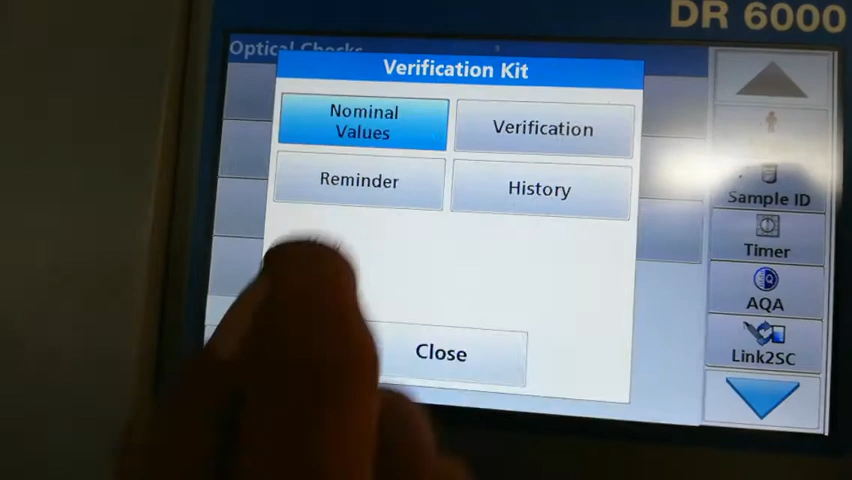 DR 6000
Optical Checks
Verification Kit
Nominal
Values
Verification
Reminder
History
Close
Sample ID
Timer
AQA
Link2SC